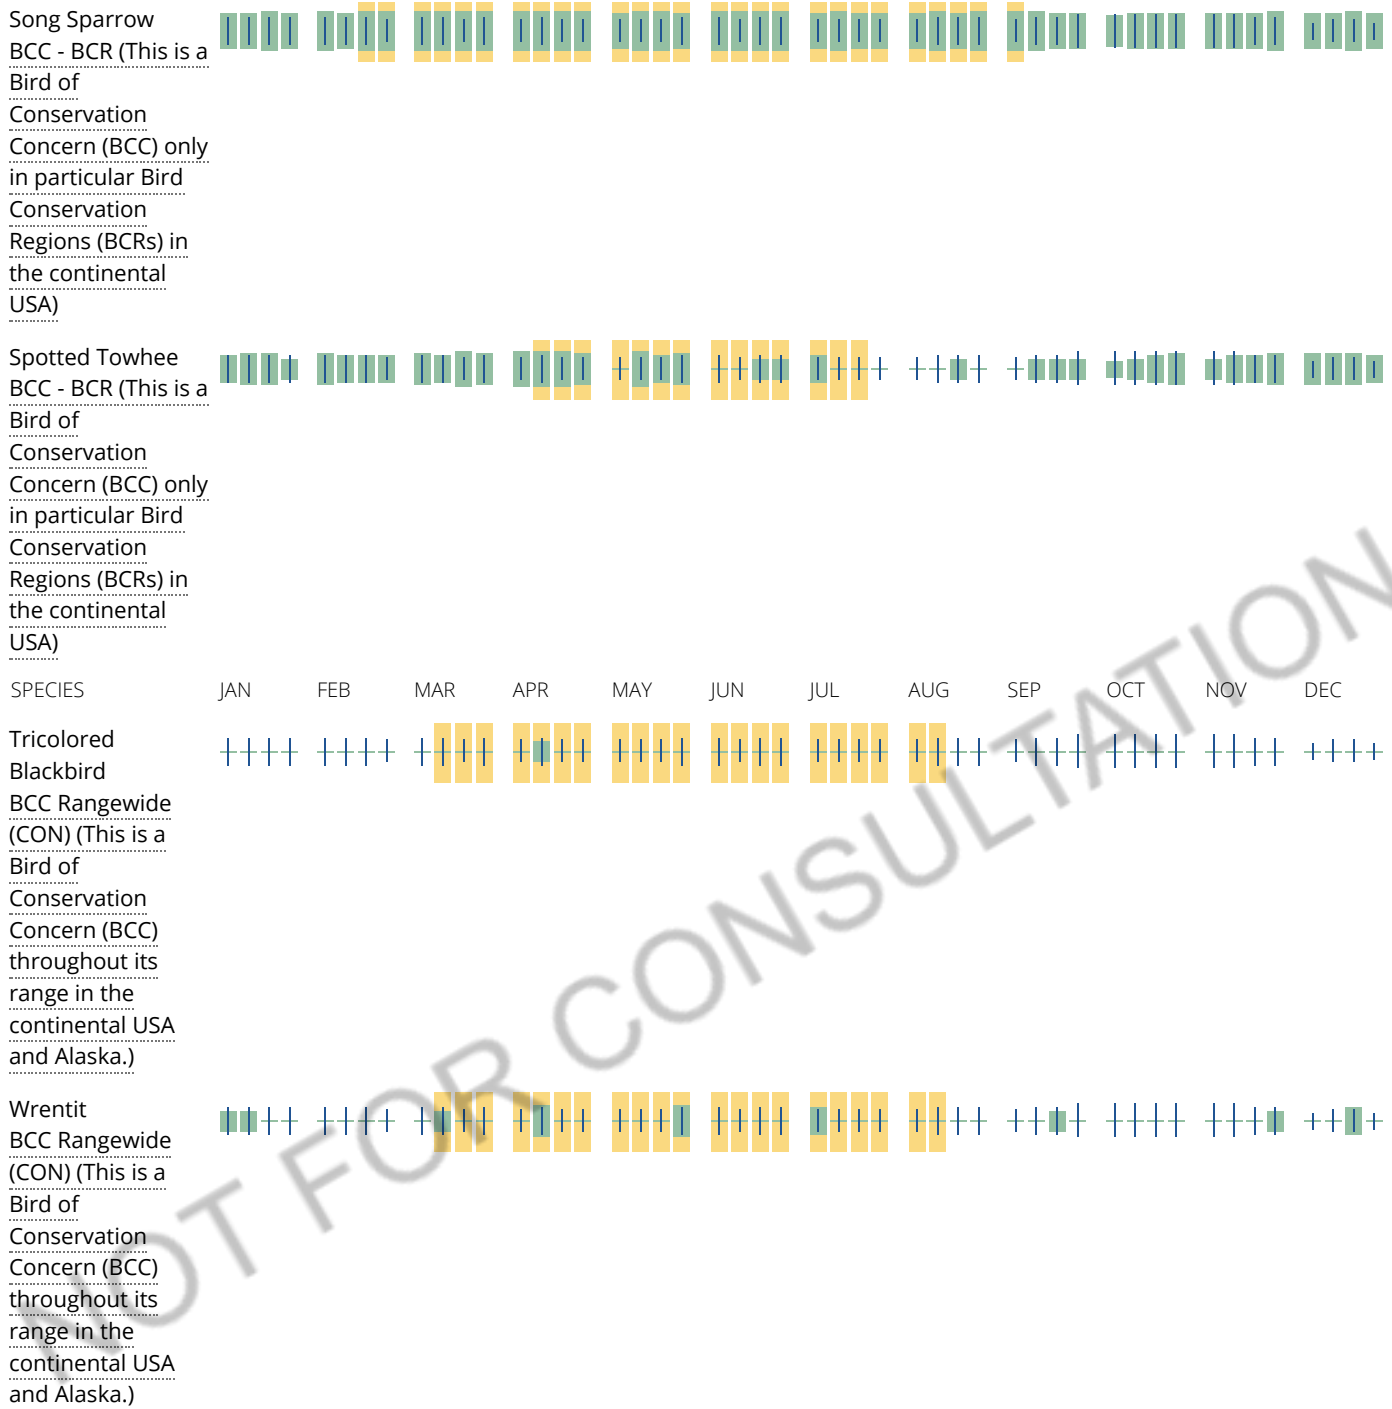 Song Sparrow
BCC - BCR (This is a
Bird of
Conservation
Concern (BCC) only
in particular Bird
Conservation
Regions (BCRs) in
the continental
USA)
Spotted Towhee
BCC - BCR (This is a
Bird of
Conservation
Concern (BCC) only
in particular Bird
Conservation
Regions (BCRs) in
the continental
USA)
SPECIES JAN FEB MAR APR MAY JUN JUL AUG SEP OCT NOV DEC
Tricolored
Blackbird
BCC Rangewide
(CON) (This is a
Bird of
Conservation
Concern (BCC)
throughout its
range in the
continental USA
and Alaska.)
Wrentit
BCC Rangewide
(CON) (This is a
Bird of
Conservation
Concern (BCC)
throughout its
range in the
continental USA
and Alaska.)
NOT FOR CONSULTATION